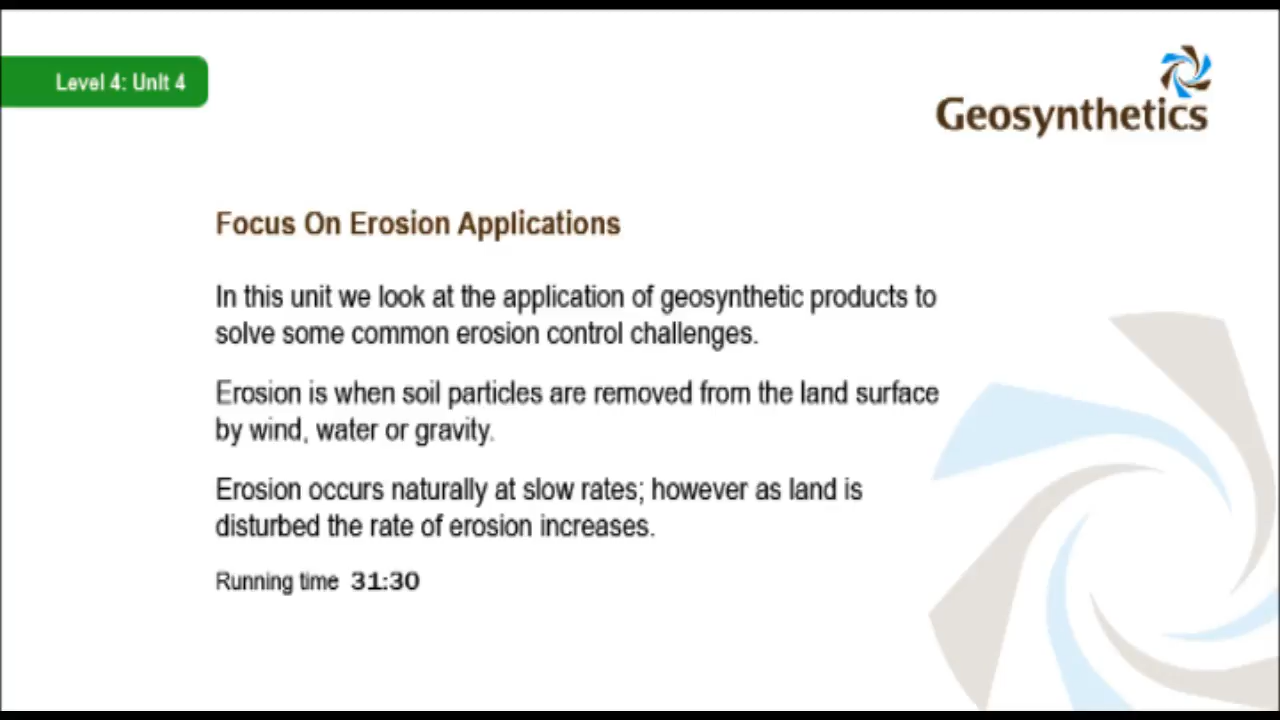 Level 4: Unit 4
Geosynthetics
Focus On Erosion Applications
In this unit we look at the application of geosynthetic products to
solve some common erosion control challenges.
Erosion is when soil particles are removed from the land surface
by wind, water or gravity.
Erosion occurs naturally at slow rates; however as land is
disturbed the rate of erosion increases.
Running time 31:30